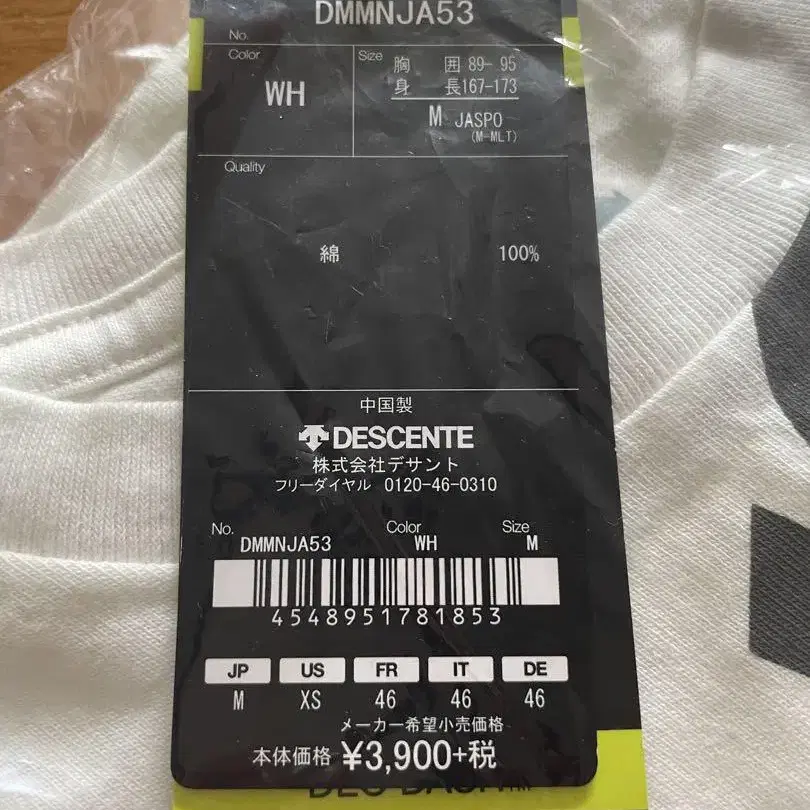 DMMNJA53
No.
Color
WH
Size
胸 囲 89- 95
身 長167-173
M JASPO
(M-MLT)
Quality
綿 100%
中国製
DESCENTE
株式会社デサント
フリーダイヤル 0120-46-0310
No. Color Size
DMMNJA53 WH M
4548951781853
JP US FR IT DE
M XS 46 46 46
メーカー希望小売価格
本体価格 ¥3,900+税